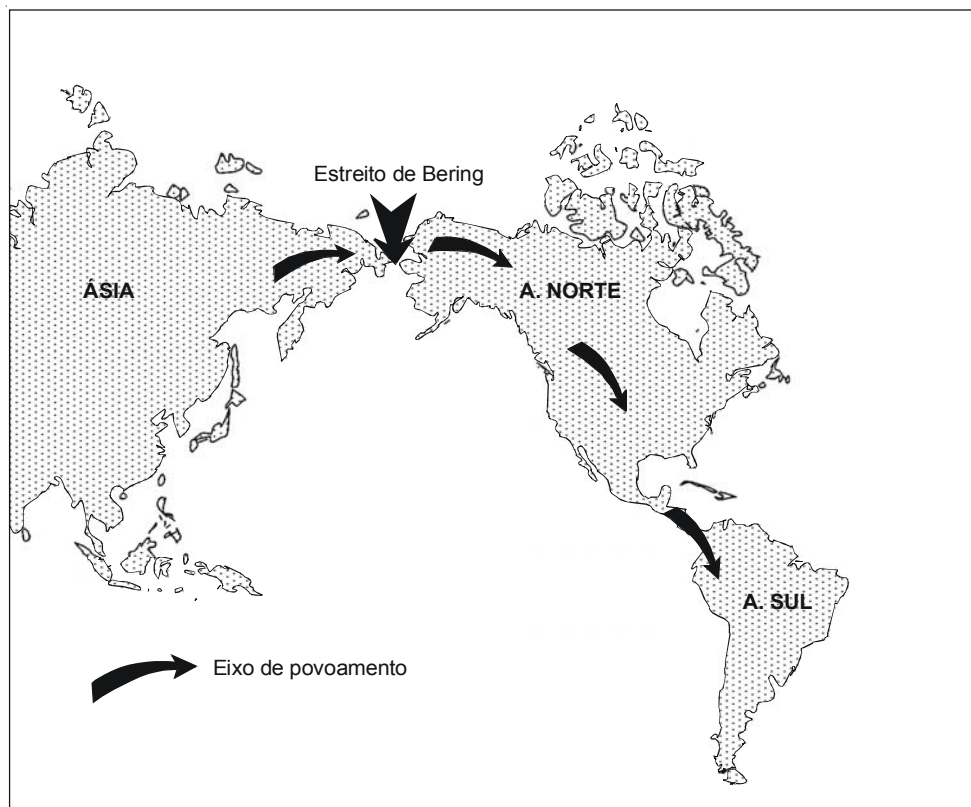 Estreito de Bering
ÁSIA
A. NORTE
A. SUL
Eixo de povoamento